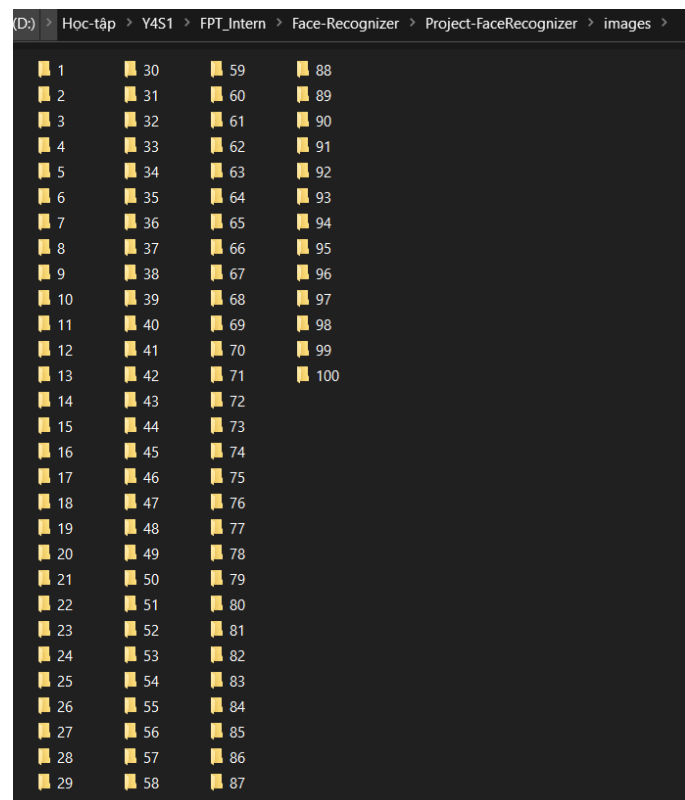 (D:) > Học-tập > Y4S1 > FPT_Intern > Face-Recognizer > Project-FaceRecognizer > images >
1 30 59 88
2 31 60 89
3 32 61 90
4 33 62 91
5 34 63 92
6 35 64 93
7 36 65 94
8 37 66 95
9 38 67 96
10 39 68 97
11 40 69 98
12 41 70 99
13 42 71 100
14 43 72
15 44 73
16 45 74
17 46 75
18 47 76
19 48 77
20 49 78
21 50 79
22 51 80
23 52 81
24 53 82
25 54 83
26 55 84
27 56 85
28 57 86
29 58 87